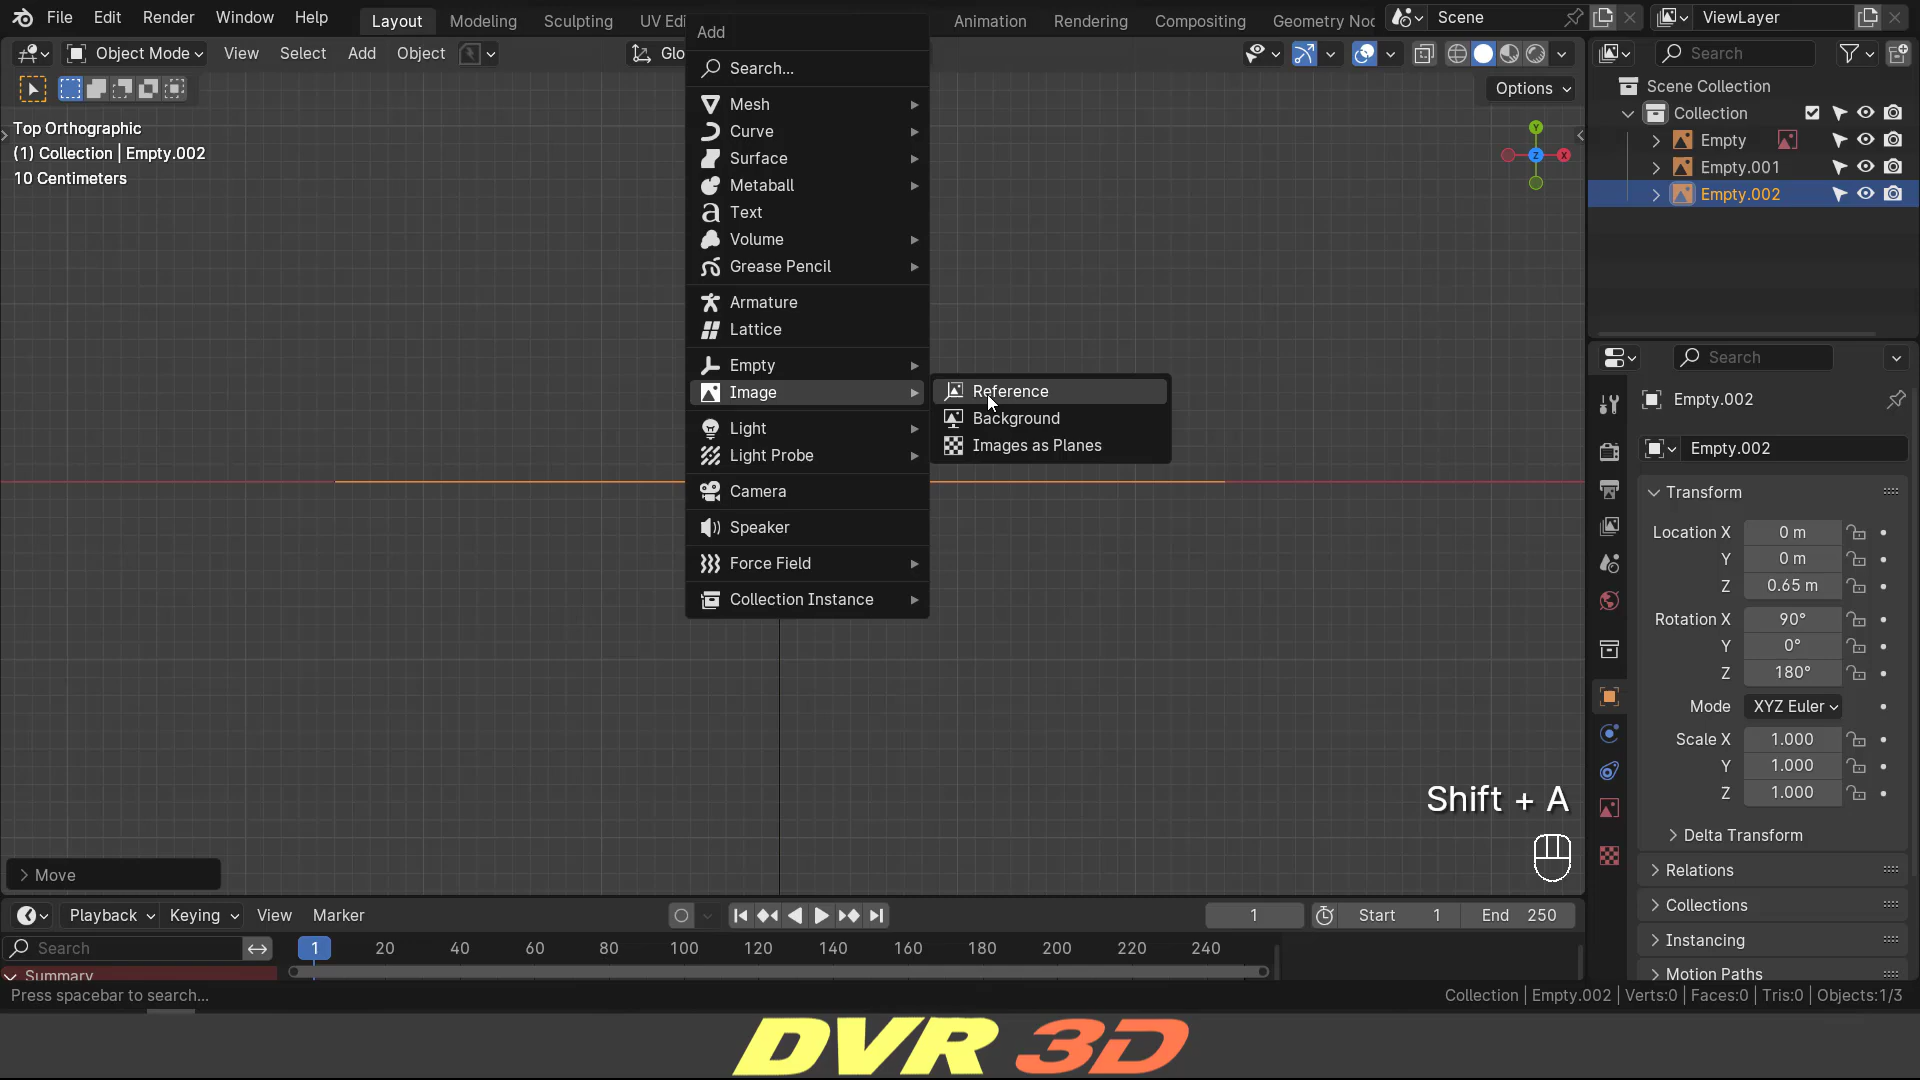 File Edit Render Window Help Layout Modeling Sculpting UV Edi Animation Rendering Compositing Geometry Noc Scene ViewLayer
Object Mode View Select Add Object Glo Search
Options
Top Orthographic
(1) Collection | Empty.002
10 Centimeters
Add
Search...
Mesh
Curve
Surface
Metaball
Text
Volume
Grease Pencil
Armature
Lattice
Empty
Image
Light
Light Probe
Camera
Speaker
Force Field
Collection Instance
Reference
Background
Images as Planes
Y
Z
X
Scene Collection
Collection
Empty
Empty.001
Empty.002
Search
Empty.002
Empty.002
Transform
Location X 0 m
Y 0 m
Z 0.65 m
Rotation X 90°
Y 0°
Z 180°
Mode XYZ Euler
Scale X 1.000
Y 1.000
Z 1.000
Delta Transform
Relations
Collections
Instancing
Motion Paths
Shift + A
Move
Playback Keying View Marker 1 Start 1 End 250
Search 1 20 40 60 80 100 120 140 160 180 200 220 240
Summary
Press spacebar to search... Collection | Empty.002 | Verts:0 | Faces:0 | Tris:0 | Objects:1/3
DVR 3D